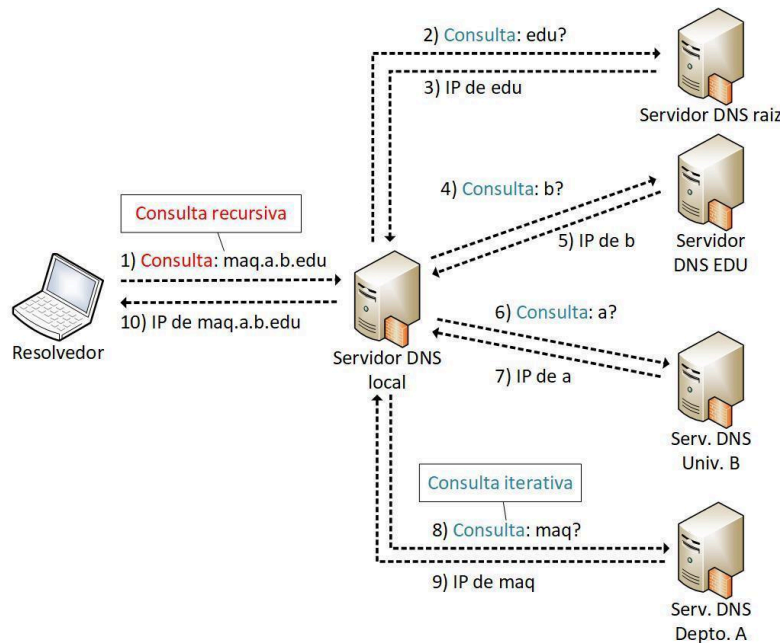 2) Consulta: edu?
3) IP de edu
Servidor DNS raiz
4) Consulta: b?
5) IP de b
Servidor
DNS EDU
Consulta recursiva
1) Consulta: maq.a.b.edu
10) IP de maq.a.b.edu
Resolvedor
Servidor DNS
local
6) Consulta: a?
7) IP de a
Serv. DNS
Univ. B
Consulta iterativa
8) Consulta: maq?
9) IP de maq
Serv. DNS
Depto. A